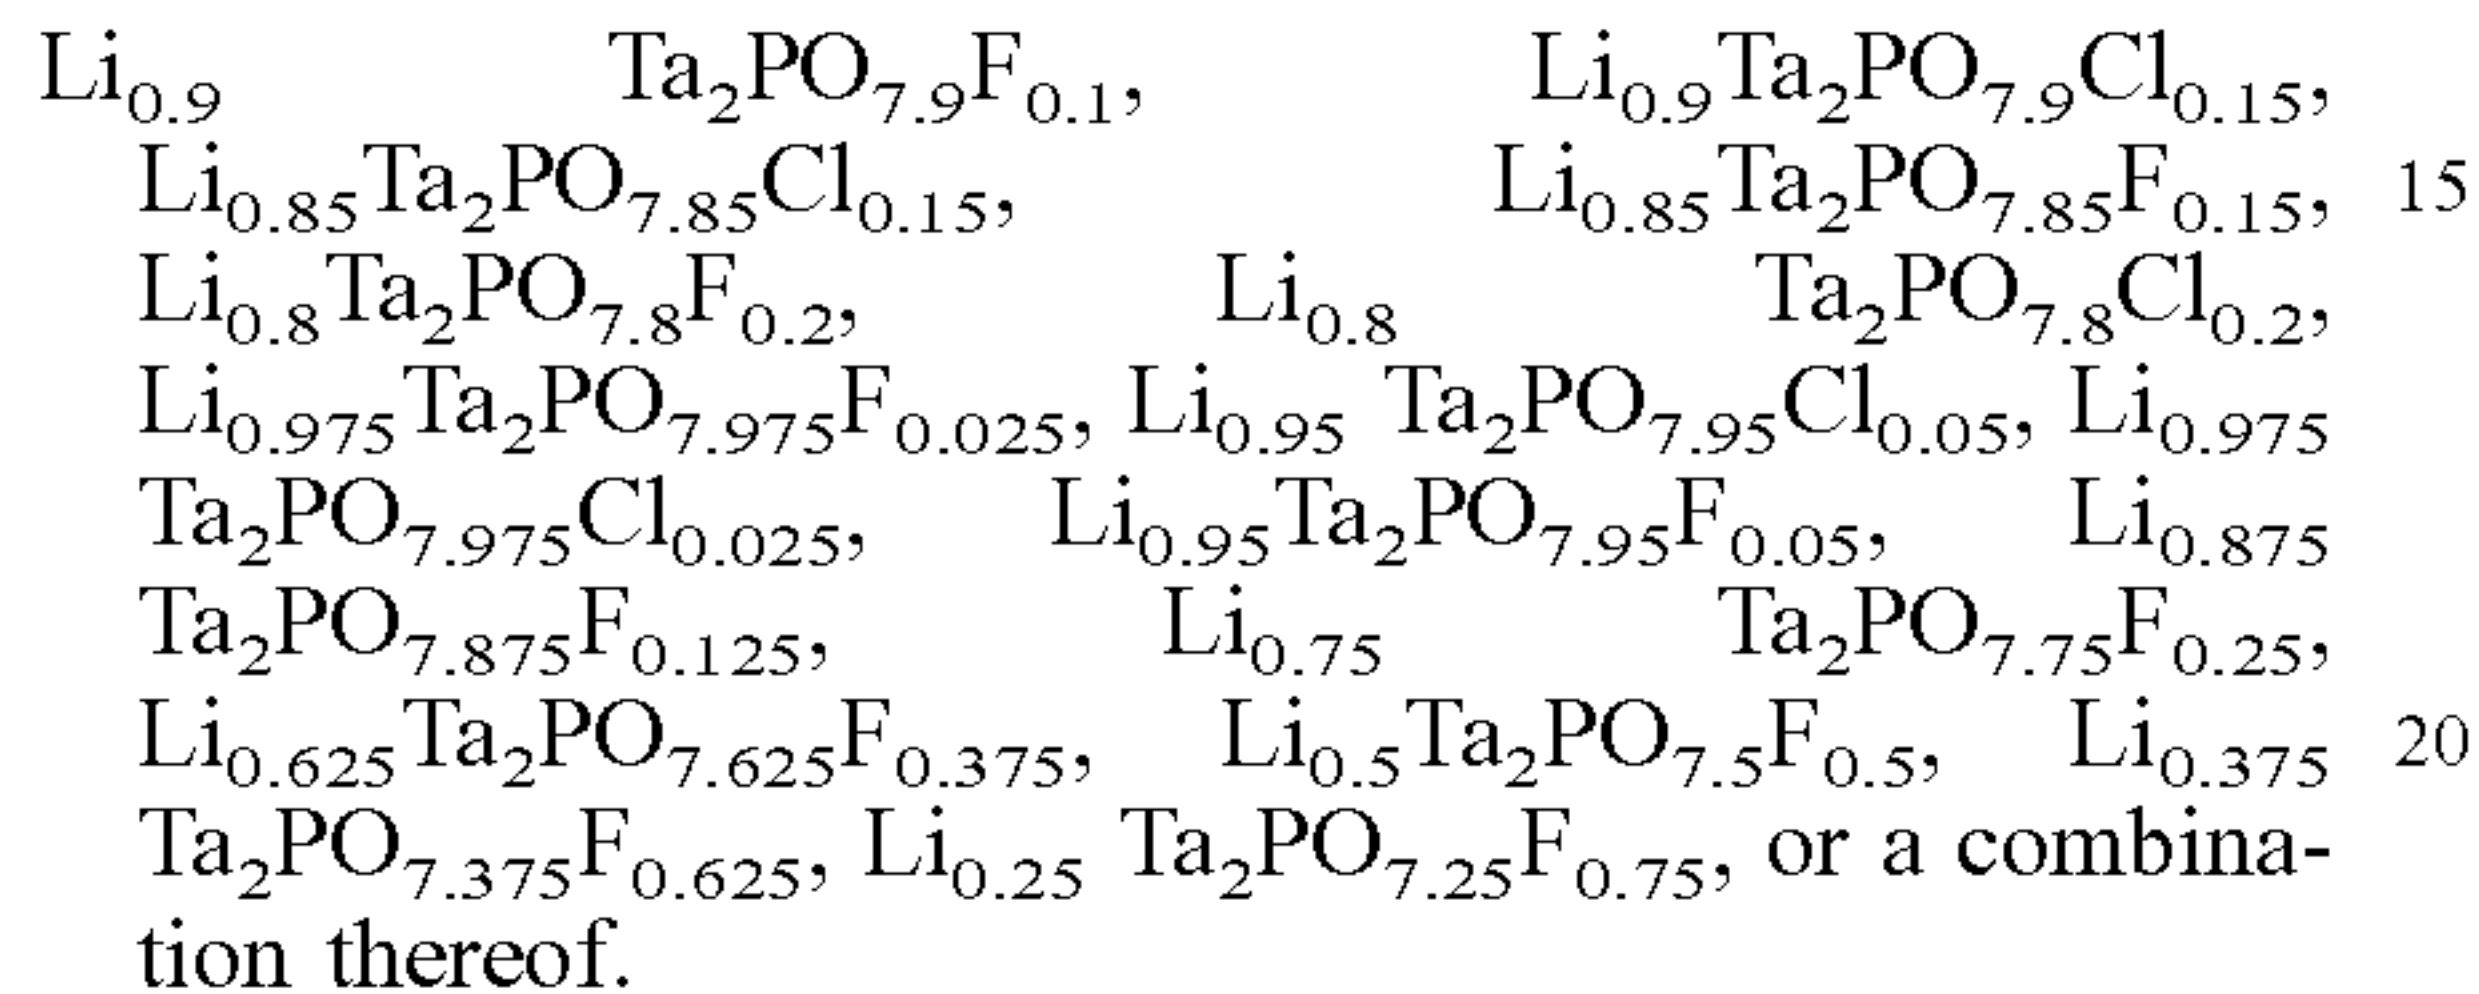 Li₀.₉ Ta₂PO₇.₉F₀.₁, Li₀.₉Ta₂PO₇.₉Cl₀.₁₅,
Li₀.₈₅Ta₂PO₇.₈₅Cl₀.₁₅, Li₀.₈₅Ta₂PO₇.₈₅F₀.₁₅, 15
Li₀.₈Ta₂PO₇.₈F₀.₂, Li₀.₈ Ta₂PO₇.₈Cl₀.₂,
Li₀.₉₇₅Ta₂PO₇.₉₇₅F₀.₀₂₅, Li₀.₉₅ Ta₂PO₇.₉₅Cl₀.₀₅, Li₀.₉₇₅
Ta₂PO₇.₉₇₅Cl₀.₀₂₅, Li₀.₉₅Ta₂PO₇.₉₅F₀.₀₅, Li₀.₈₇₅
Ta₂PO₇.₈₇₅F₀.₁₂₅, Li₀.₇₅ Ta₂PO₇.₇₅F₀.₂₅,
Li₀.₆₂₅Ta₂PO₇.₆₂₅F₀.₃₇₅, Li₀.₅Ta₂PO₇.₅F₀.₅, Li₀.₃₇₅ 20
Ta₂PO₇.₃₇₅F₀.₆₂₅, Li₀.₂₅ Ta₂PO₇.₂₅F₀.₇₅, or a combina-
tion thereof.